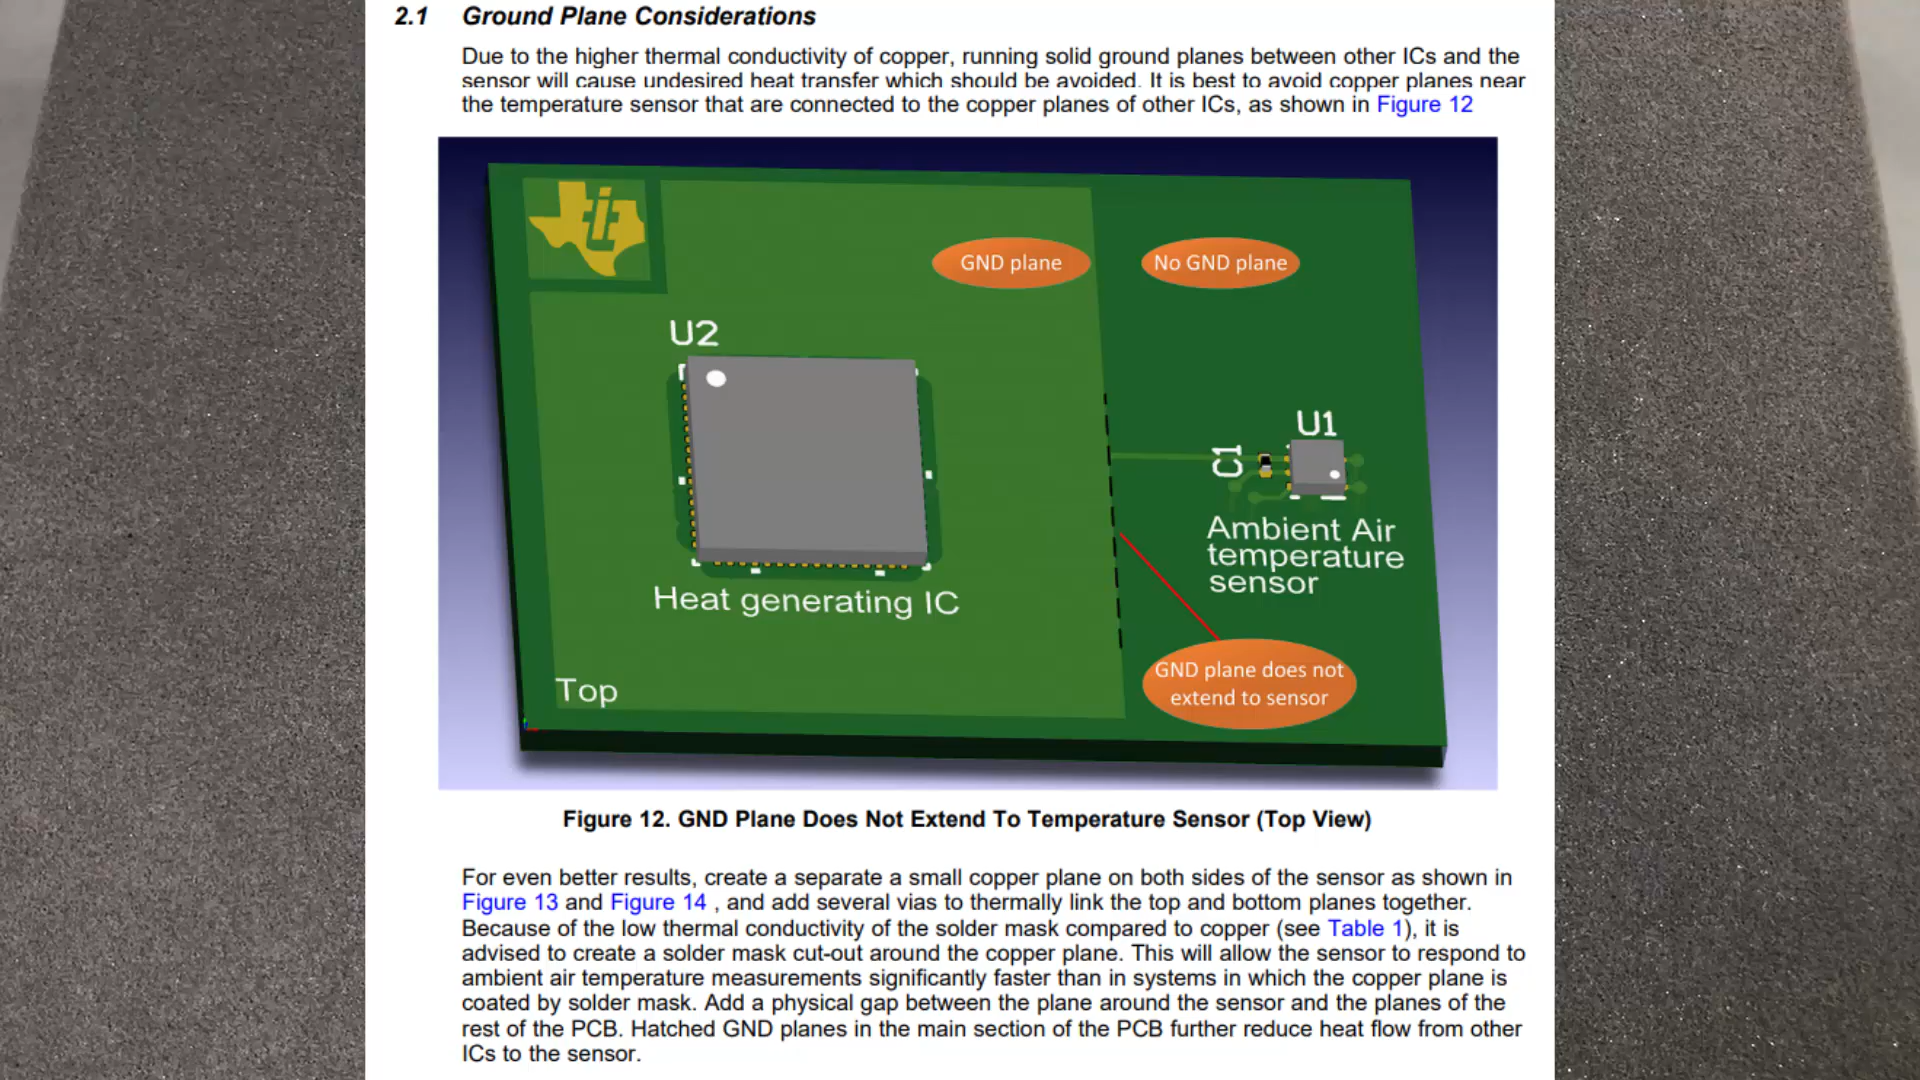 2.1 Ground Plane Considerations
Due to the higher thermal conductivity of copper, running solid ground planes between other ICs and the
sensor will cause undesired heat transfer which should be avoided. It is best to avoid copper planes near
the temperature sensor that are connected to the copper planes of other ICs, as shown in Figure 12
GND plane
No GND plane
U2
U1
C1
Ambient Air
temperature
sensor
Heat generating IC
GND plane does not
extend to sensor
Top
Figure 12. GND Plane Does Not Extend To Temperature Sensor (Top View)
For even better results, create a separate a small copper plane on both sides of the sensor as shown in
Figure 13 and Figure 14 , and add several vias to thermally link the top and bottom planes together.
Because of the low thermal conductivity of the solder mask compared to copper (see Table 1), it is
advised to create a solder mask cut-out around the copper plane. This will allow the sensor to respond to
ambient air temperature measurements significantly faster than in systems in which the copper plane is
coated by solder mask. Add a physical gap between the plane around the sensor and the planes of the
rest of the PCB. Hatched GND planes in the main section of the PCB further reduce heat flow from other
ICs to the sensor.